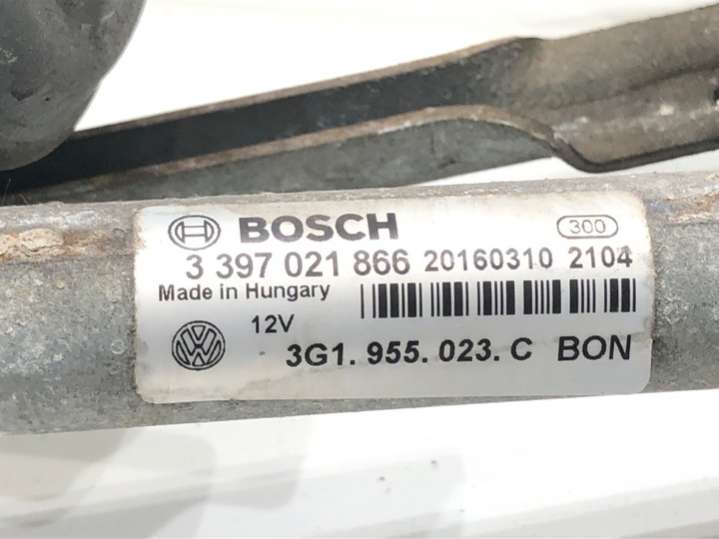 BOSCH 300
3 397 021 866 20160310 2104
Made in Hungary
12V
3G1.955.023.C BON